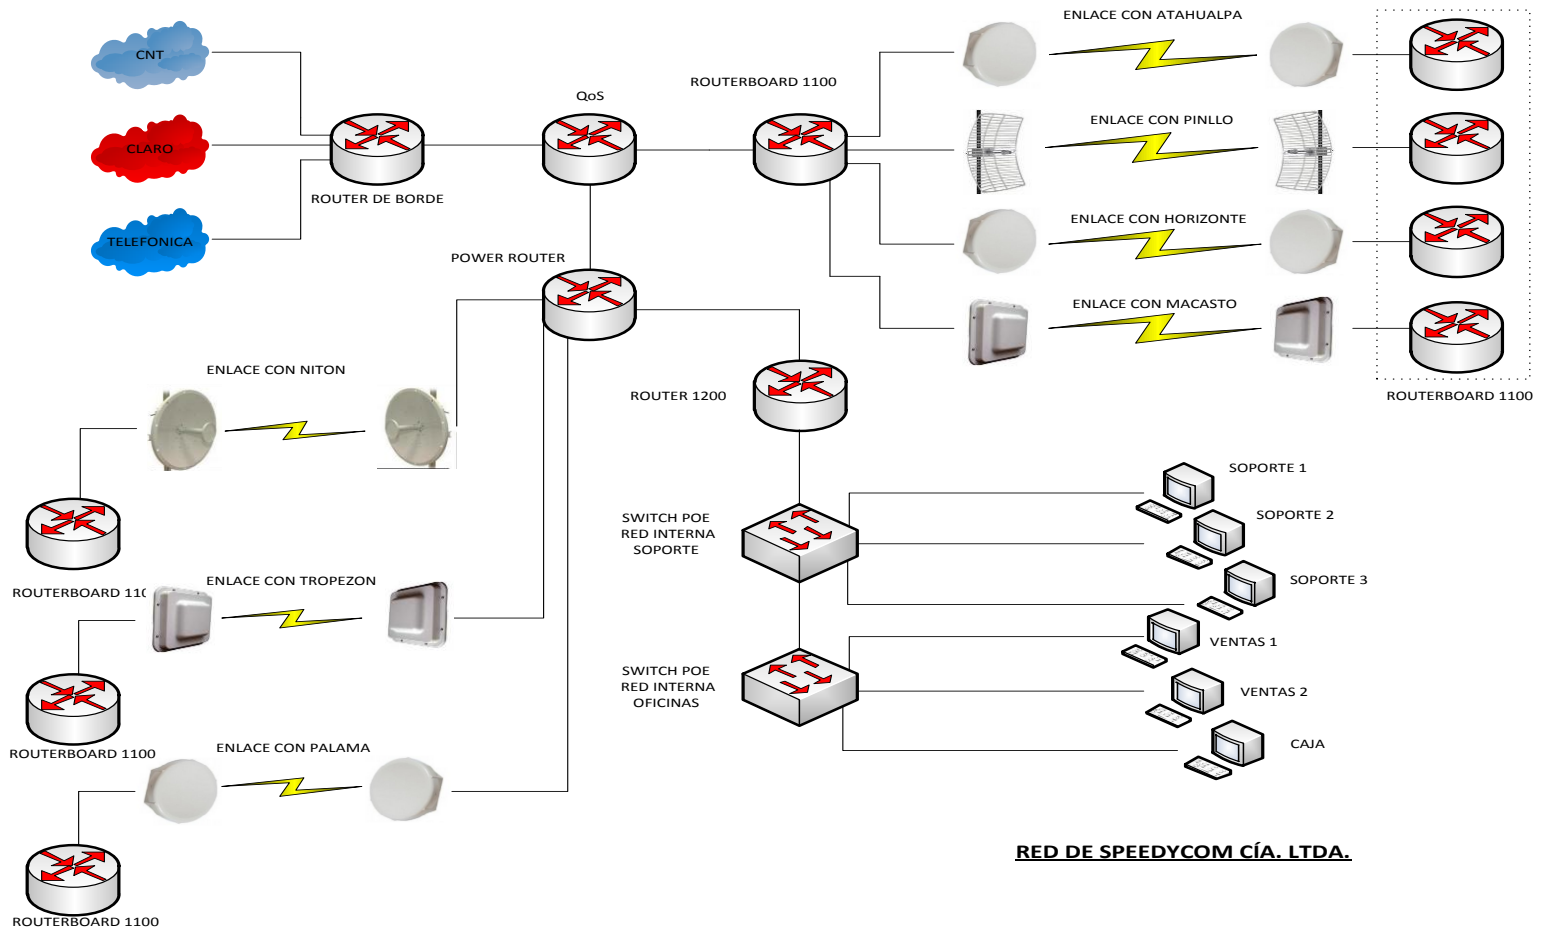 ENLACE CON ATAHUALPA
CNT
ROUTERBOARD 1100
QoS
ENLACE CON PINLLO
CLARO
ROUTER DE BORDE
ENLACE CON HORIZONTE
TELEFONICA
POWER ROUTER
ENLACE CON MACASTO
ENLACE CON NITON
ROUTER 1200
ROUTERBOARD 1100
SOPORTE 1
SWITCH POE
RED INTERNA
SOPORTE
SOPORTE 2
SOPORTE 3
ENLACE CON TROPEZON
ROUTERBOARD 110
VENTAS 1
SWITCH POE
RED INTERNA
OFICINAS
VENTAS 2
CAJA
ENLACE CON PALAMA
ROUTERBOARD 1100
RED DE SPEEDYCOM CÍA. LTDA.
ROUTERBOARD 1100